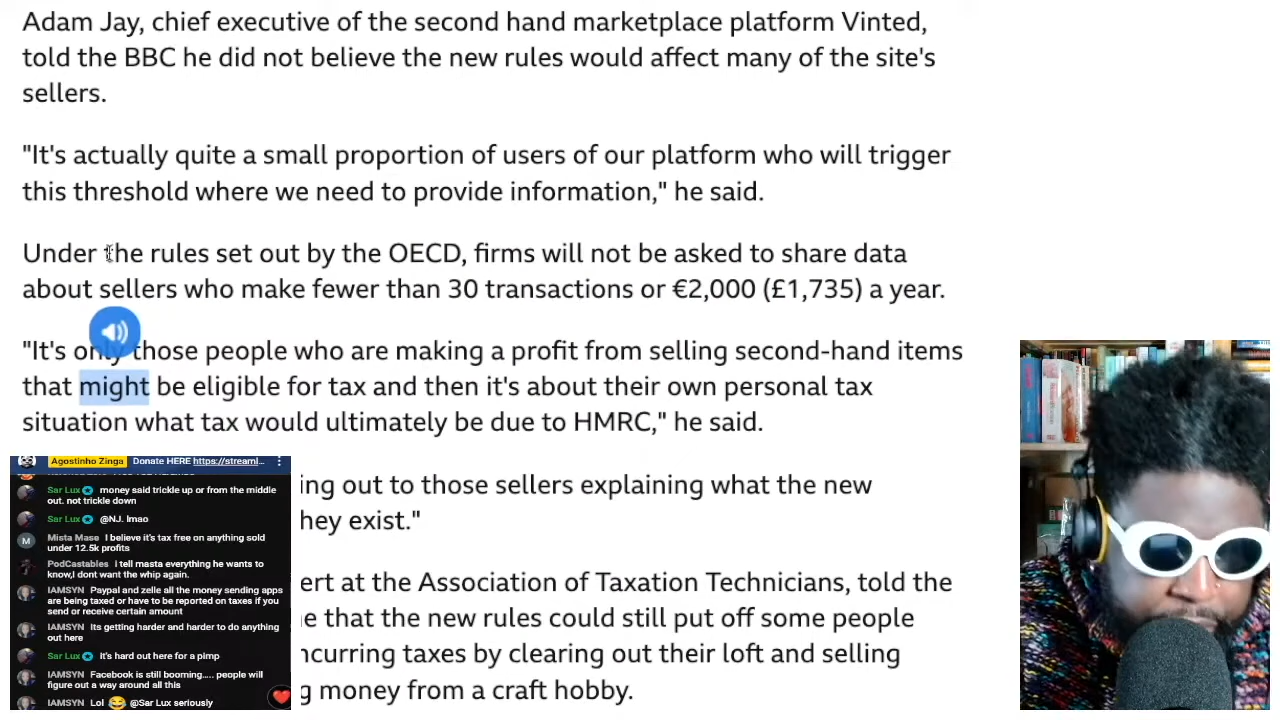 Adam Jay, chief executive of the second hand marketplace platform Vinted,
told the BBC he did not believe the new rules would affect many of the site's
sellers.
"It's actually quite a small proportion of users of our platform who will trigger
this threshold where we need to provide information," he said.
Under the rules set out by the OECD, firms will not be asked to share data
about sellers who make fewer than 30 transactions or €2,000 (£1,735) a year.
"It's only those people who are making a profit from selling second-hand items
that might be eligible for tax and then it's about their own personal tax
situation what tax would ultimately be due to HMRC," he said.
ing out to those sellers explaining what the new
hey exist."
ert at the Association of Taxation Technicians, told the
e that the new rules could still put off some people
ncurring taxes by clearing out their loft and selling
g money from a craft hobby.
Agostinho Zinga Donate HERE https://streaml...
Sar Lux money said trickle up or from the middle
out. not trickle down
Sar Lux @NJ. lmao
M Mista Mase I believe it's tax free on anything sold
under 12.5k profits
PodCastables i tell masta everything he wants to
know,I dont want the whip again.
IAMSYN Paypal and zelle all the money sending apps
are being taxed or have to be reported on taxes if you
send or receive certain amount
IAMSYN Its getting harder and harder to do anything
out here
Sar Lux it's hard out here for a pimp
IAMSYN Facebook is still booming..... people will
figure out a way around all this
IAMSYN Lol 😂 @Sar Lux seriously